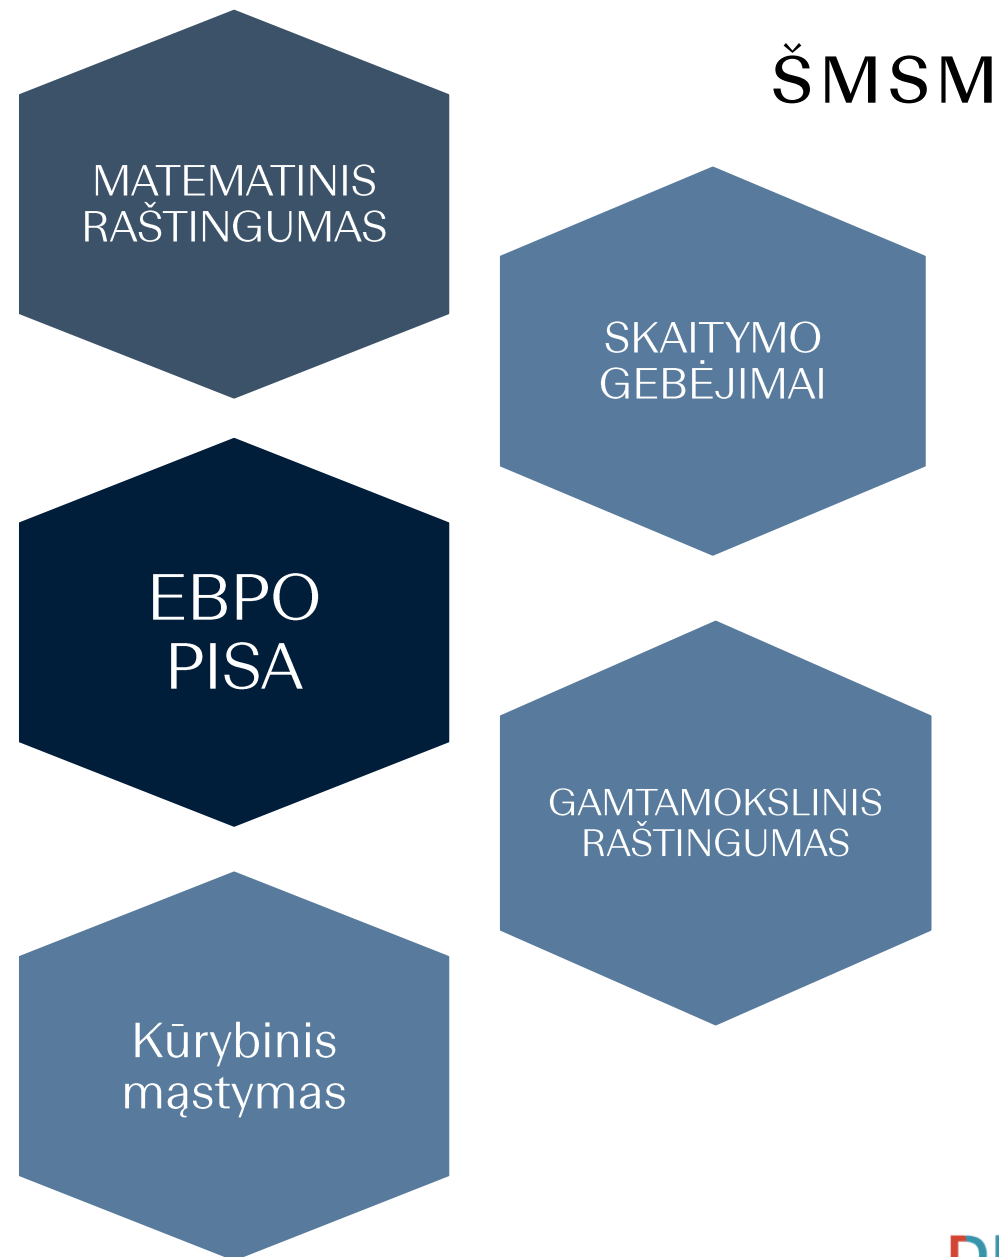 ŠMSM
MATEMATINIS
RAŠTINGUMAS
SKAITYMO
GEBĖJIMAI
EBPO
PISA
GAMTAMOKSLINIS
RAŠTINGUMAS
Kūrybinis
mąstymas